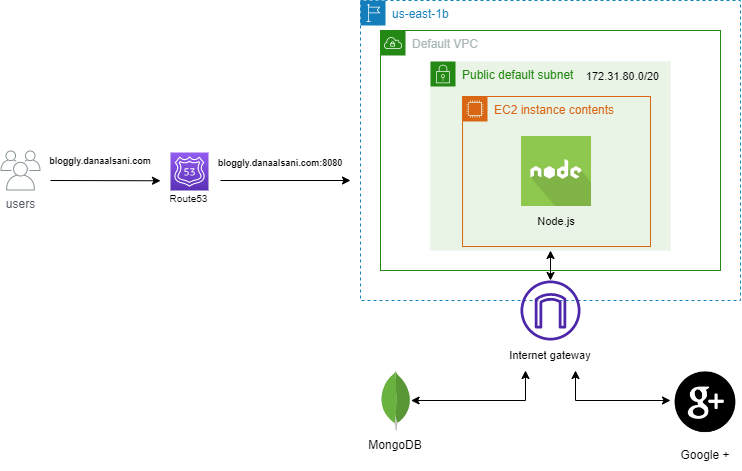 us-east-1b
Default VPC
Public default subnet 172.31.80.0/20
EC2 instance contents
node
Node.js
bloggly.danaalsani.com
bloggly.danaalsani.com:8080
53
users
Route53
Internet gateway
MongoDB
g+
Google +